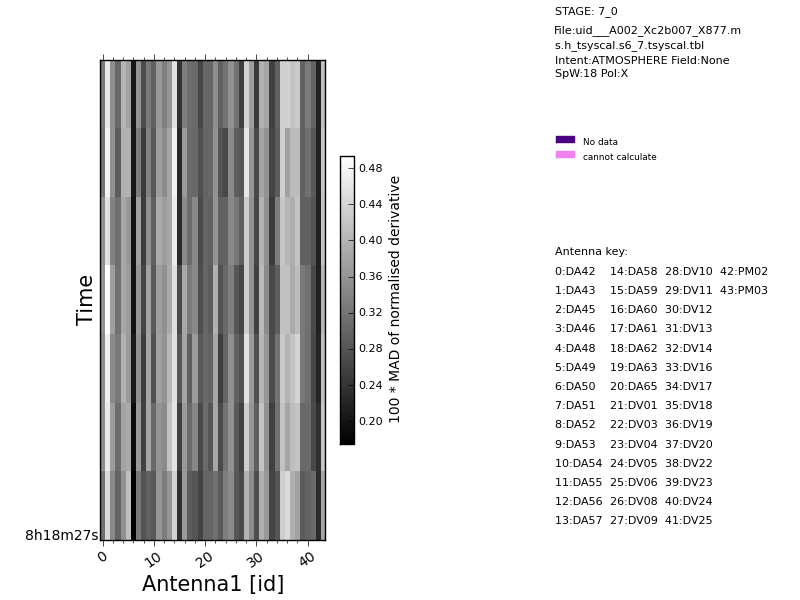 STAGE: 7_0
File:uid___A002_Xc2b007_X877.m
s.h_tsyscal.s6_7.tsyscal.tbl
Intent:ATMOSPHERE Field:None
SpW:18 Pol:X
No data
cannot calculate
0.48
0.44
0.40
0.36
0.32
0.28
0.24
0.20
100 * MAD of normalised derivative
Time
8h18m27s
0 10 20 30 40
Antenna1 [id]
Antenna key:
0:DA42 14:DA58 28:DV10 42:PM02
1:DA43 15:DA59 29:DV11 43:PM03
2:DA45 16:DA60 30:DV12
3:DA46 17:DA61 31:DV13
4:DA48 18:DA62 32:DV14
5:DA49 19:DA63 33:DV16
6:DA50 20:DA65 34:DV17
7:DA51 21:DV01 35:DV18
8:DA52 22:DV03 36:DV19
9:DA53 23:DV04 37:DV20
10:DA54 24:DV05 38:DV22
11:DA55 25:DV06 39:DV23
12:DA56 26:DV08 40:DV24
13:DA57 27:DV09 41:DV25